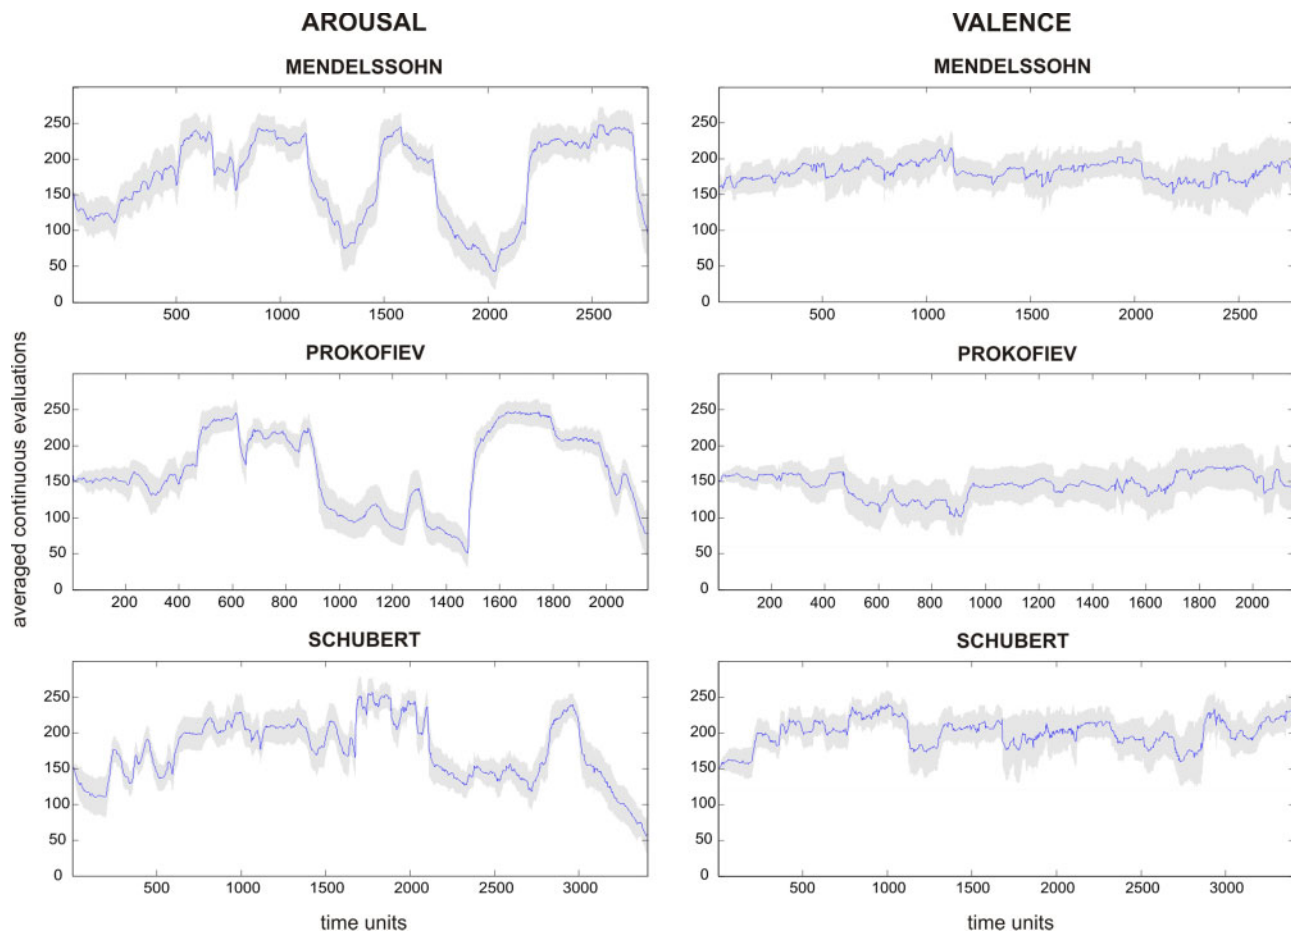 AROUSAL
VALENCE
MENDELSSOHN
MENDELSSOHN
250
200
150
100
50
0
500 1000 1500 2000 2500
250
200
150
100
50
0
500 1000 1500 2000 2500
averaged continuous evaluations
PROKOFIEV
PROKOFIEV
250
200
150
100
50
0
200 400 600 800 1000 1200 1400 1600 1800 2000
250
200
150
100
50
0
200 400 600 800 1000 1200 1400 1600 1800 2000
SCHUBERT
SCHUBERT
250
200
150
100
50
0
500 1000 1500 2000 2500 3000
250
200
150
100
50
0
500 1000 1500 2000 2500 3000
time units
time units